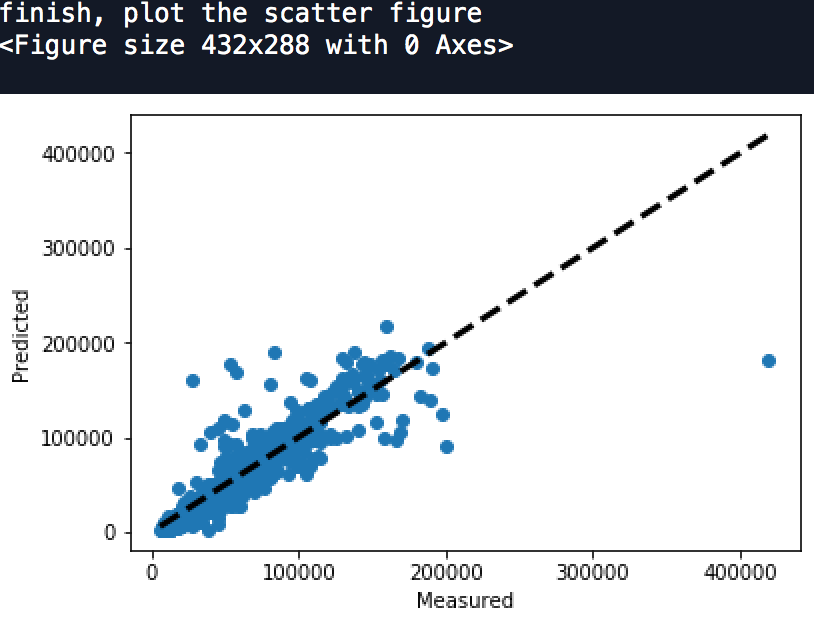 finish, plot the scatter figure
<Figure size 432x288 with 0 Axes>
400000
300000
200000
100000
0
Predicted
0 100000 200000 300000 400000
Measured